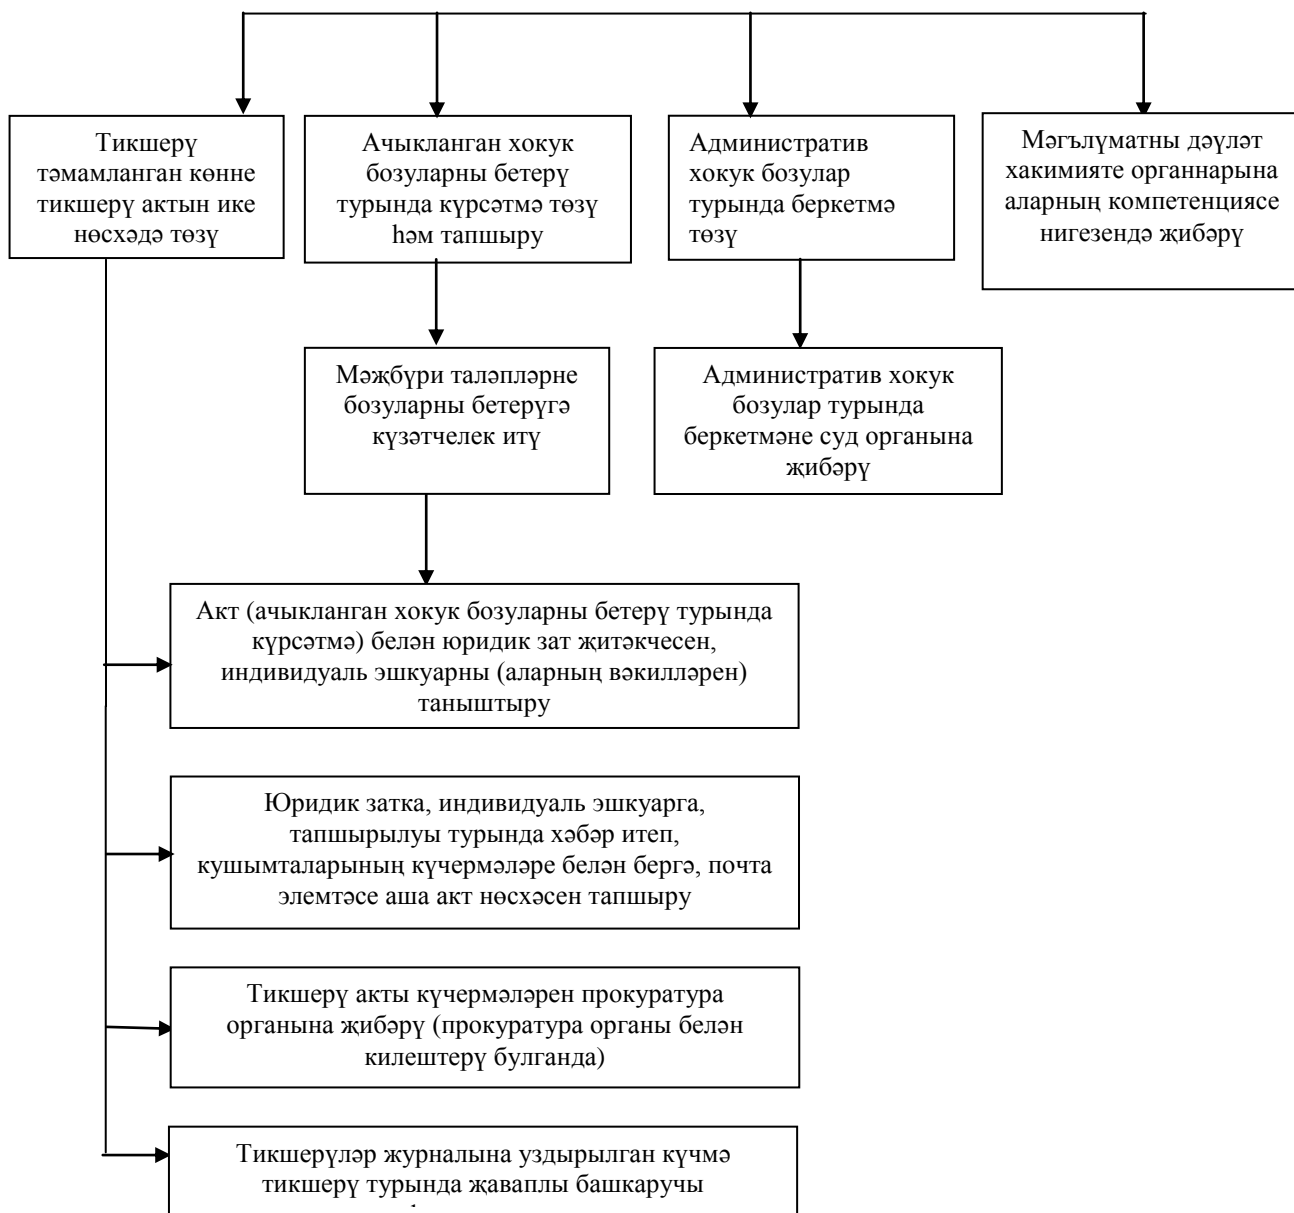 Тикшерү
тәмамланган көнне
тикшерү актын ике
нөсхәдә төзү
Ачыкланган хокук
бозуларны бетерү
турында күрсәтмә төзү
һәм тапшыру
Административ
хокук бозулар
турында беркетмә
төзү
Мәгълүматны дәүләт
хакимияте органнарына
аларның компетенциясе
нигезендә җибәрү
Мәҗбүри таләпләрне
бозуларны бетерүгә
күзәтчелек итү
Административ хокук
бозулар турында
беркетмәне суд органына
җибәрү
Акт (ачыкланган хокук бозуларны бетерү турында
күрсәтмә) белән юридик зат җитәкчесен,
индивидуаль эшкуарны (аларның вәкилләрен)
таныштыру
Юридик затка, индивидуаль эшкуарга,
тапшырылуы турында хәбәр итеп,
кушымталарының күчермәләре белән бергә, почта
элемтәсе аша акт нөсхәсен тапшыру
Тикшерү акты күчермәләрен прокуратура
органына җибәрү (прокуратура органы белән
килештерү булганда)
Тикшерүләр журналына уздырылган күчмә
тикшерү турында җаваплы башкаручы